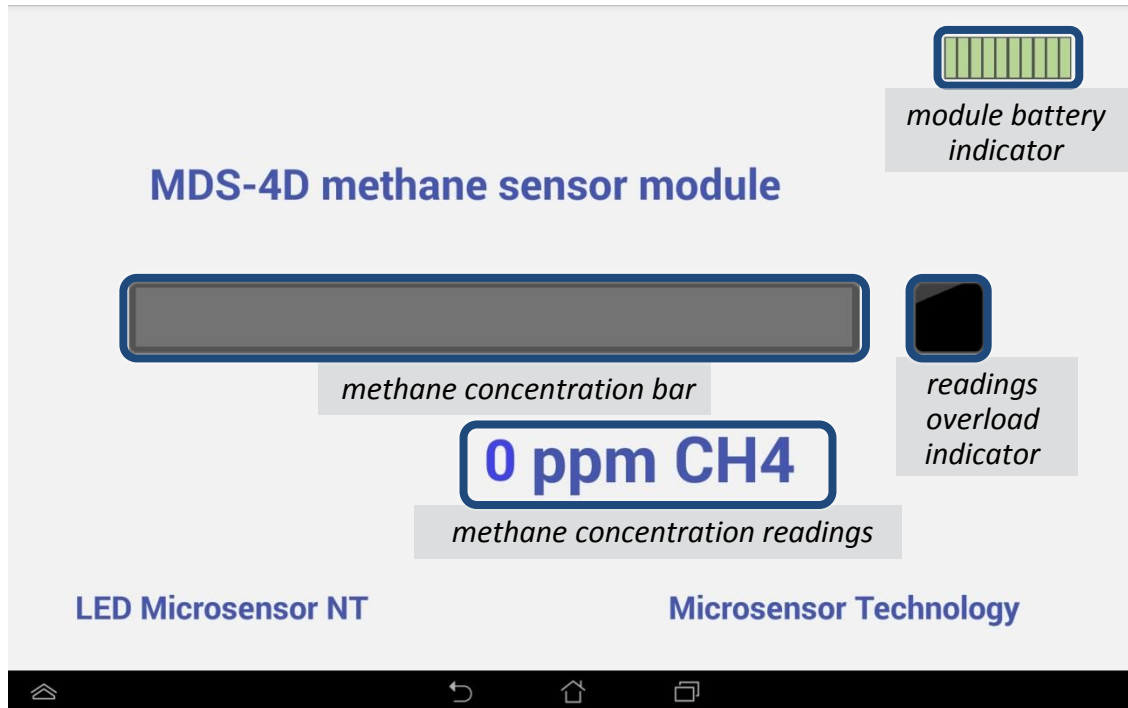 module battery
indicator
MDS-4D methane sensor module
methane concentration bar
readings
overload
indicator
0 ppm CH4
methane concentration readings
LED Microsensor NT
Microsensor Technology